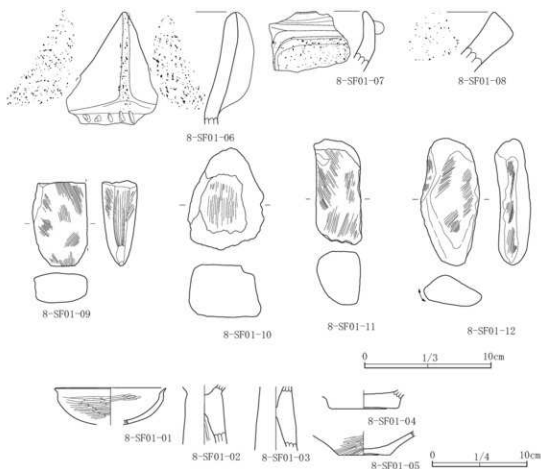 8-SF01-06
8-SF01-07
8-SF01-08
8-SF01-09
8-SF01-10
8-SF01-11
8-SF01-12
0 1/3 10cm
8-SF01-01
8-SF01-02
8-SF01-03
8-SF01-04
8-SF01-05
0 1/4 10cm